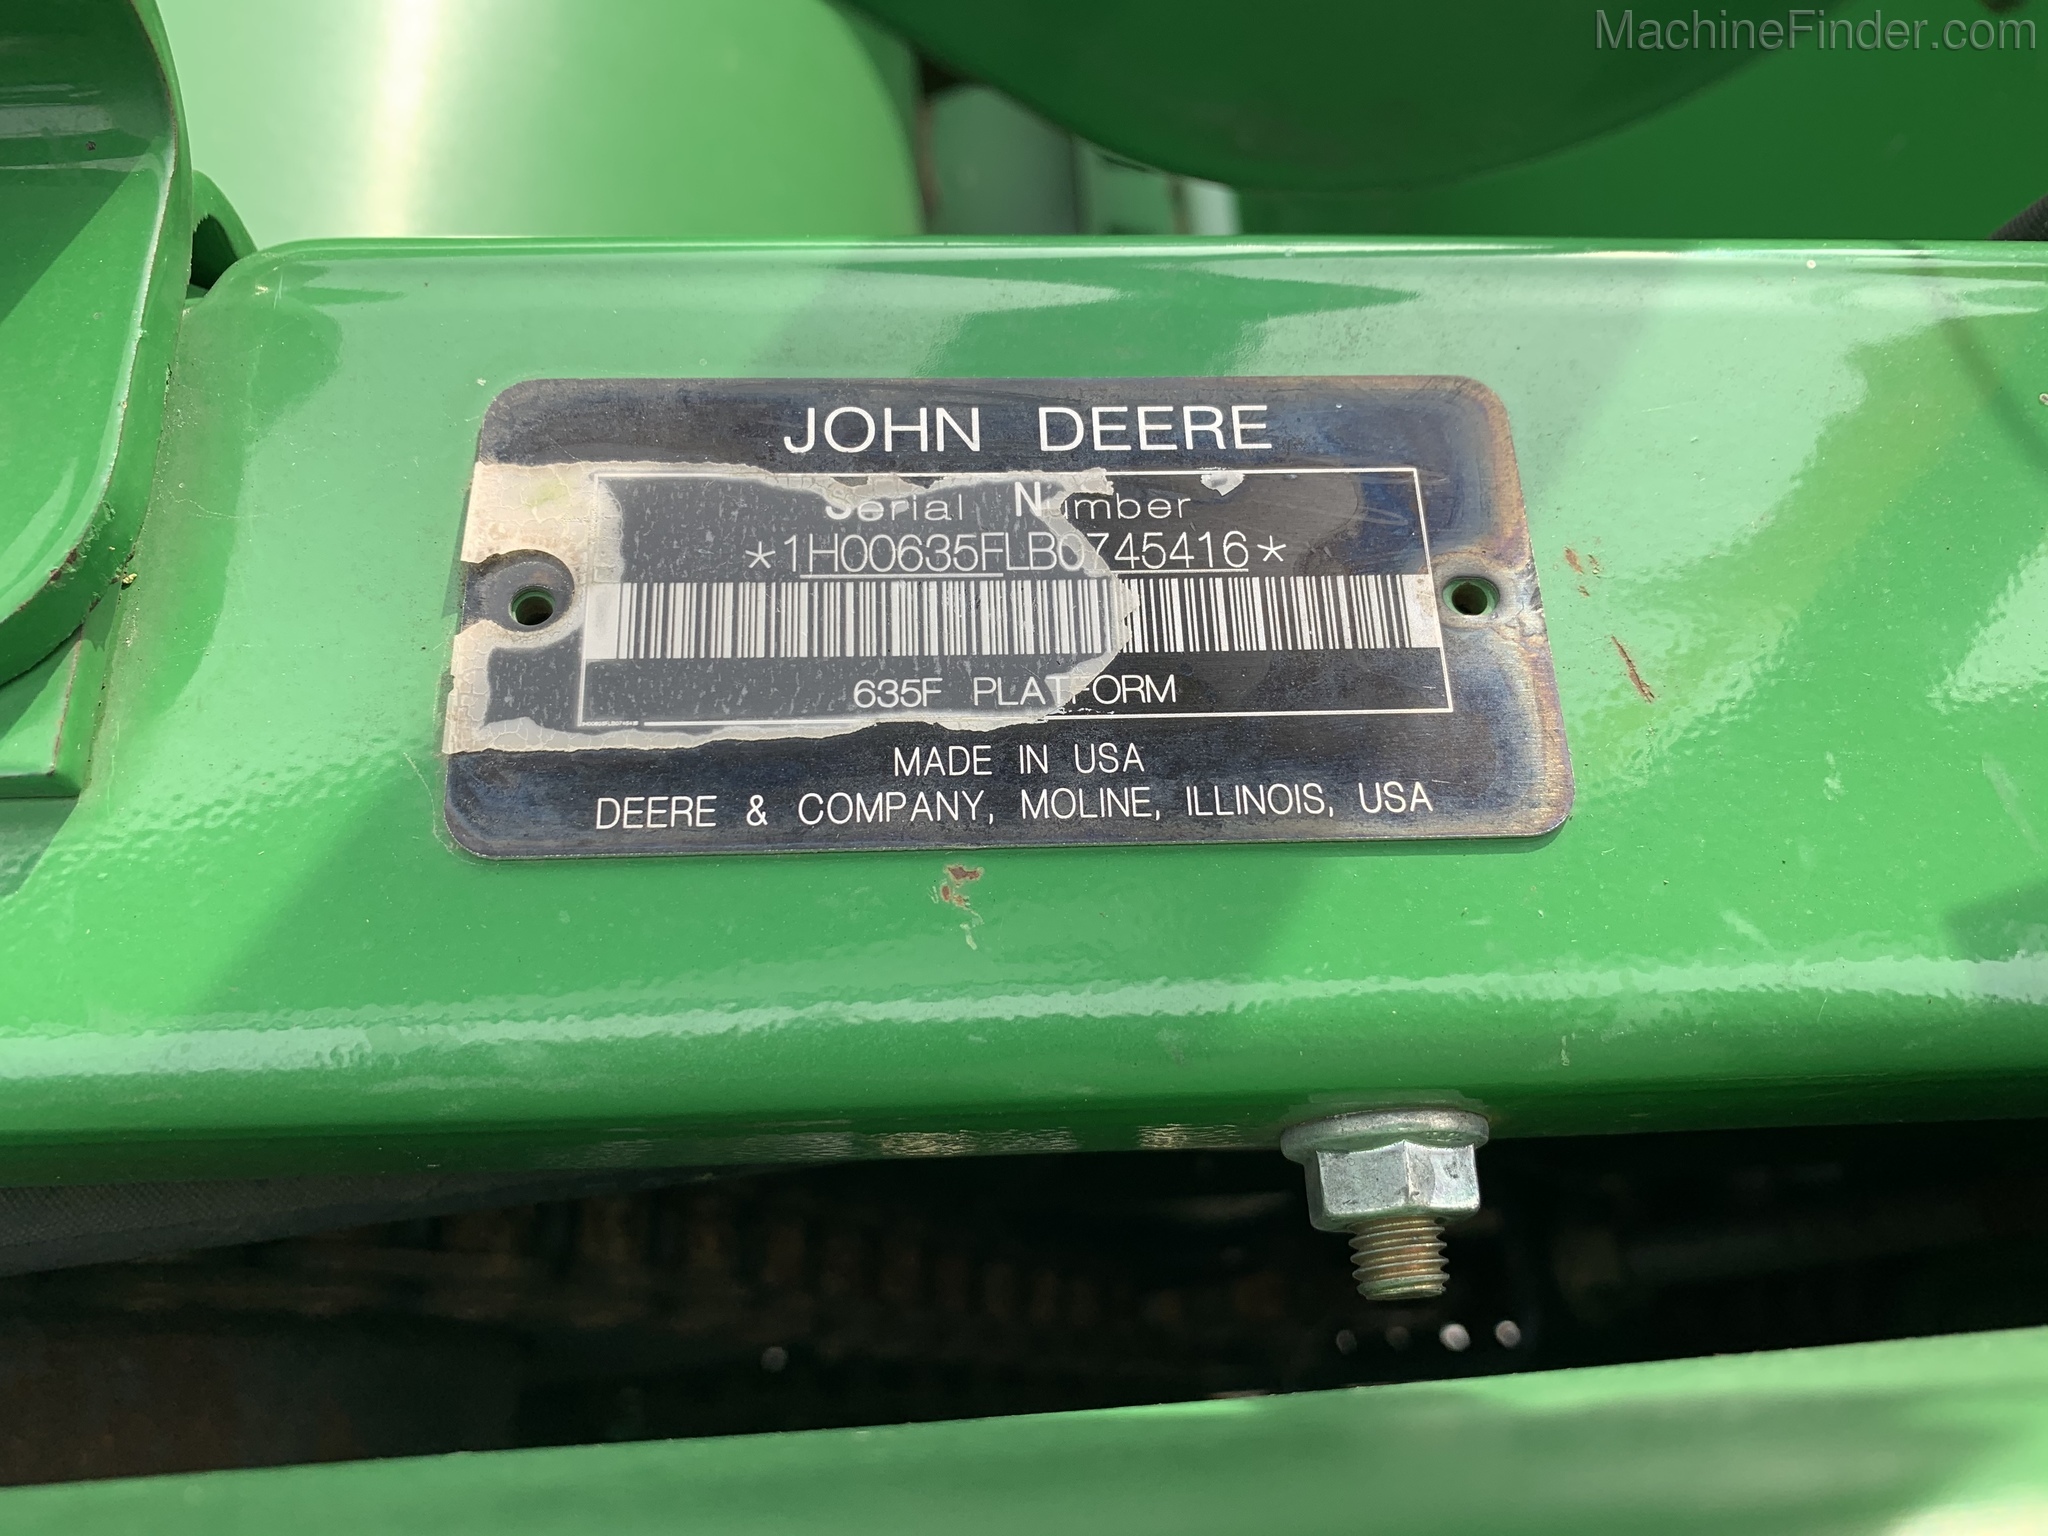 MachineFinder.com
JOHN DEERE
Serial Number
*1H00635FLB0745416*
635F PLATFORM
MADE IN USA
DEERE & COMPANY, MOLINE, ILLINOIS, USA